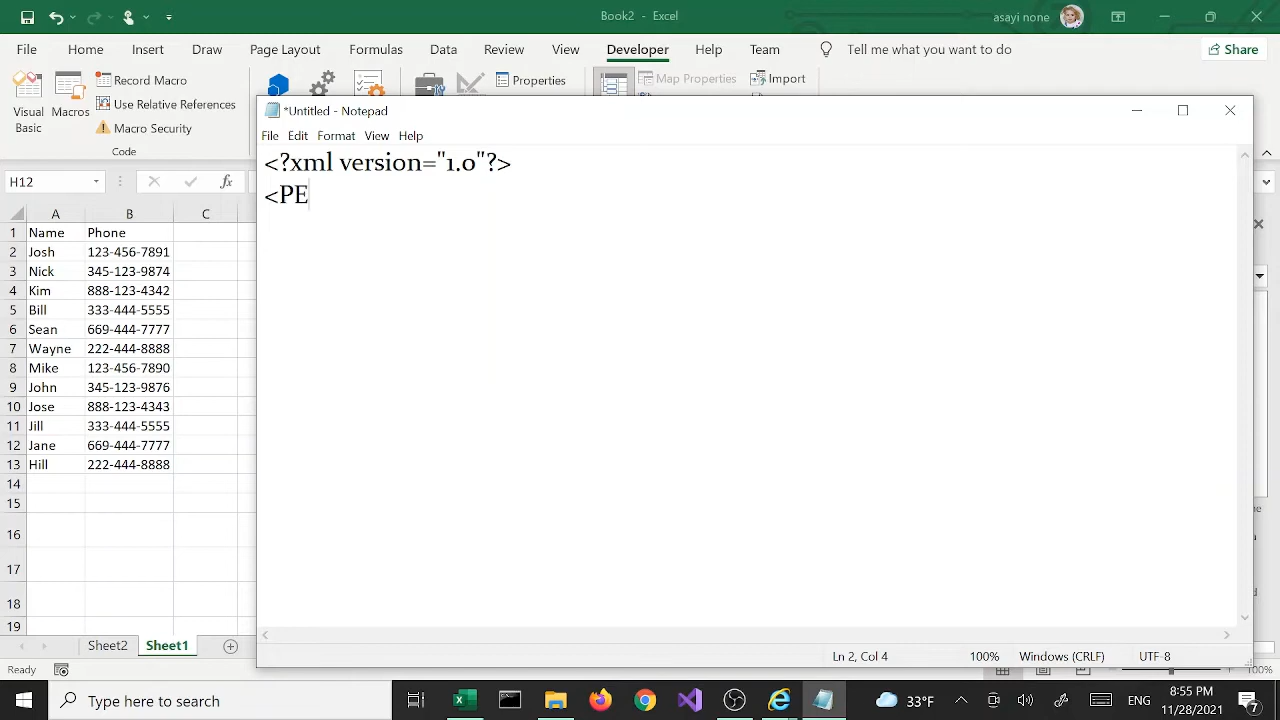 Book2 - Excel
asayi none
File Home Insert Draw Page Layout Formulas Data Review View Developer Help Team Tell me what you want to do Share
Visual Basic
Macros
Record Macro
Use Relative References
Macro Security
Code
Properties
Map Properties
Import
*Untitled - Notepad
File Edit Format View Help
<?xml version="1.0"?>
<PE
H12
fx
A B C
1 Name Phone
2 Josh 123-456-7891
3 Nick 345-123-9874
4 Kim 888-123-4342
5 Bill 333-444-5555
6 Sean 669-444-7777
7 Wayne 222-444-8888
8 Mike 123-456-7890
9 John 345-123-9876
10 Jose 888-123-4343
11 Jill 333-444-5555
12 Jane 669-444-7777
13 Hill 222-444-8888
14
15
16
17
18
19
Sheet2 Sheet1
Ln 2, Col 4 100% Windows (CRLF) UTF-8
Ready
100%
Type here to search
33°F
ENG
8:55 PM
11/28/2021
7